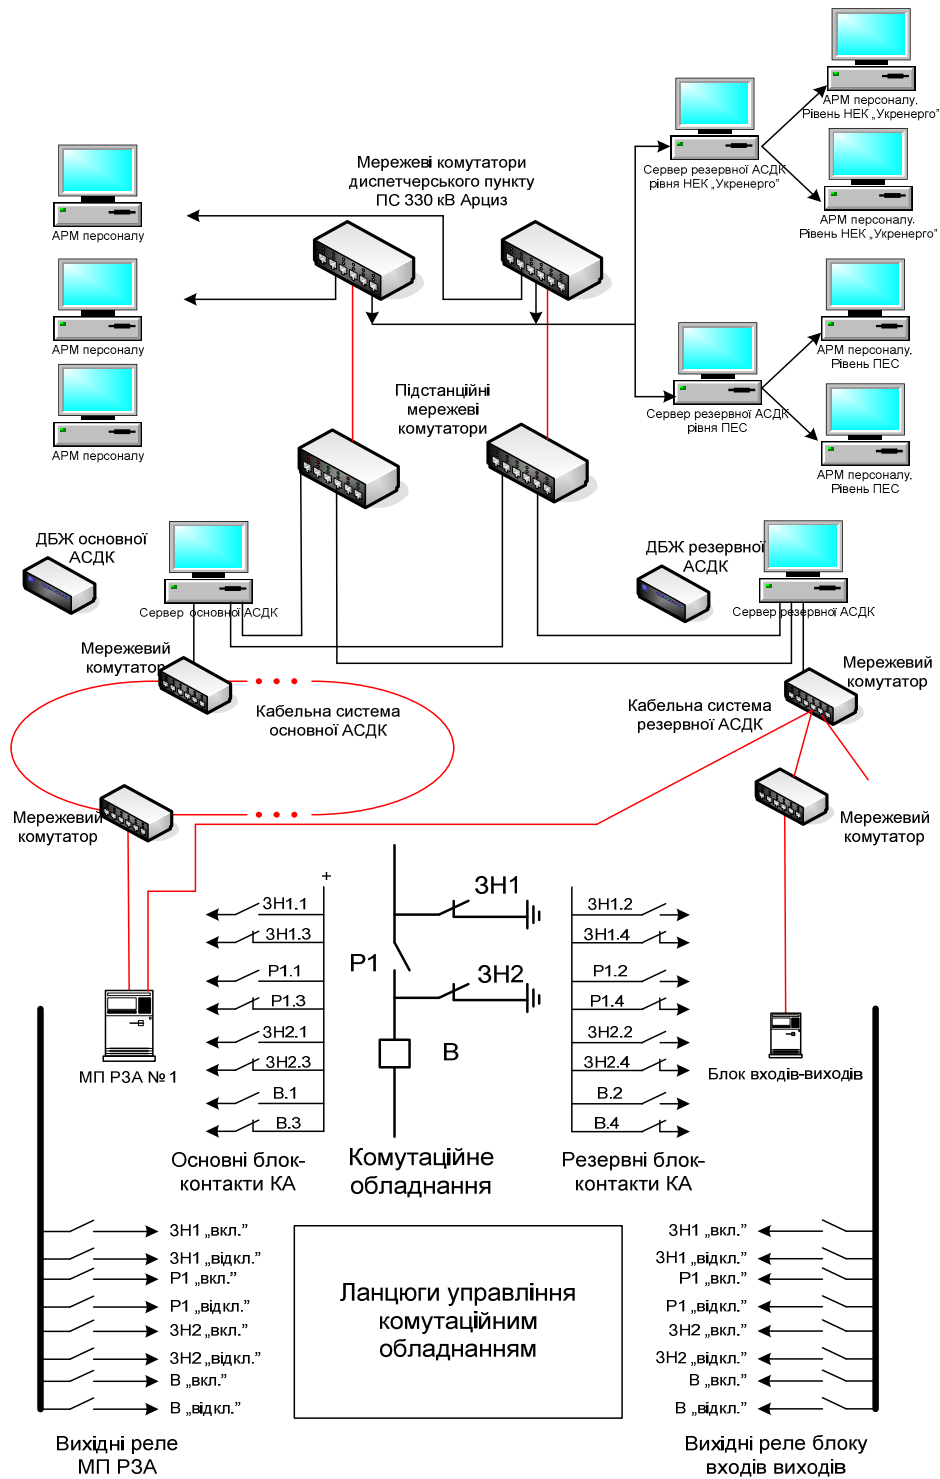 АРМ персоналу.
Рівень НЕК „Укренерго”
Мережеві комутатори
диспетчерського пункту
ПС 330 кВ Арциз
Сервер резервної АСДК
рівня НЕК „Укренерго”
АРМ персоналу
АРМ персоналу.
Рівень НЕК „Укренерго”
АРМ персоналу
АРМ персоналу.
Рівень ПЕС
Підстанційні
мережеві
комутатори
Сервер резервної АСДК
рівня ПЕС
АРМ персоналу
АРМ персоналу.
Рівень ПЕС
ДБЖ основної
АСДК
ДБЖ резервної
АСДК
Сервер основної АСДК
Сервер резервної АСДК
Мережевий
комутатор
Мережевий
комутатор
Кабельна система
основної АСДК
Кабельна система
резервної АСДК
Мережевий
комутатор
Мережевий
комутатор
+
ЗН1
ЗН1.1
ЗН1.3
Р1.1
Р1.3
ЗН2.1
ЗН2.3
В.1
В.3
Р1
ЗН2
В
ЗН1.2
ЗН1.4
Р1.2
Р1.4
ЗН2.2
ЗН2.4
В.2
В.4
МП РЗА №1
Блок входів-виходів
Основні блок-
контакти КА
Комутаційне
обладнання
Резервні блок-
контакти КА
ЗН1 „вкл.”
ЗН1 „відкл.”
Р1 „вкл.”
Р1 „відкл.”
ЗН2 „вкл.”
ЗН2 „відкл.”
В „вкл.”
В „відкл.”
Ланцюги управління
комутаційним
обладнанням
ЗН1 „вкл.”
ЗН1 „відкл.”
Р1 „вкл.”
Р1 „відкл.”
ЗН2 „вкл.”
ЗН2 „відкл.”
В „вкл.”
В „відкл.”
Вихідні реле
МП РЗА
Вихідні реле блоку
входів виходів